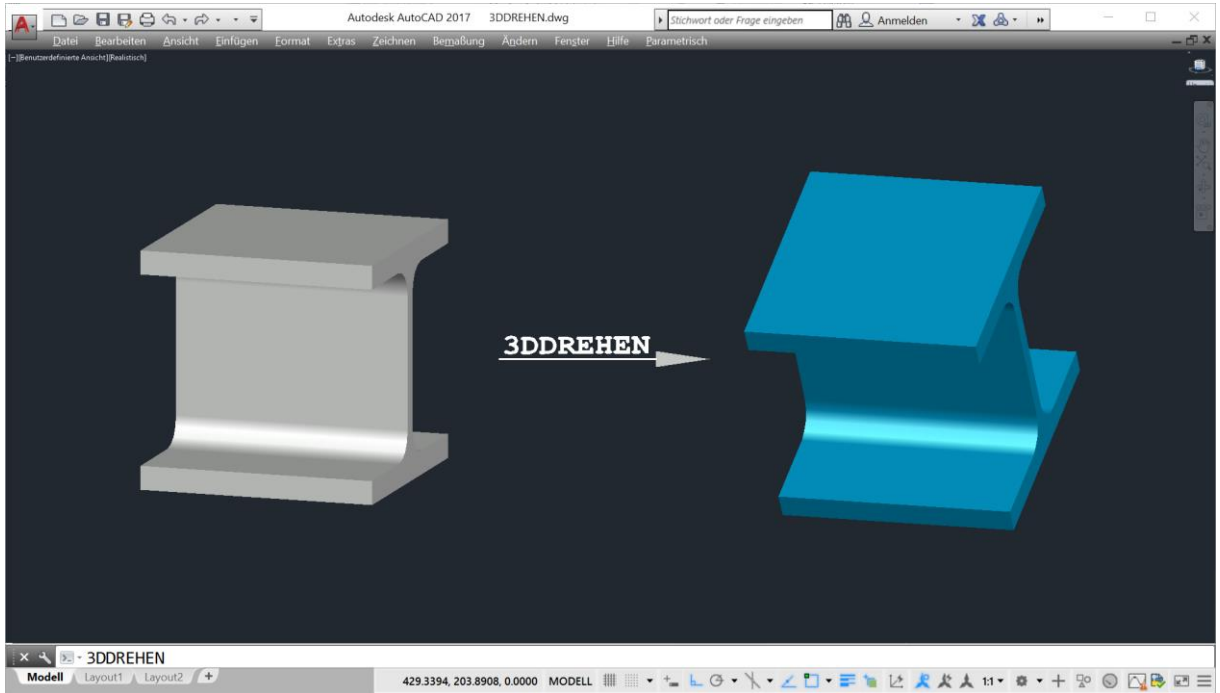 A
Autodesk AutoCAD 2017 3DDREHEN.dwg
Stichwort oder Frage eingeben
Anmelden
Datei Bearbeiten Ansicht Einfügen Format Extras Zeichnen Bemaßung Ändern Fenster Hilfe Parametrisch
[−][Benutzerdefinierte Ansicht][Realistisch]
3DDREHEN
3DDREHEN
Modell Layout1 Layout2 +
429.3394, 203.8908, 0.0000 MODELL 1:1